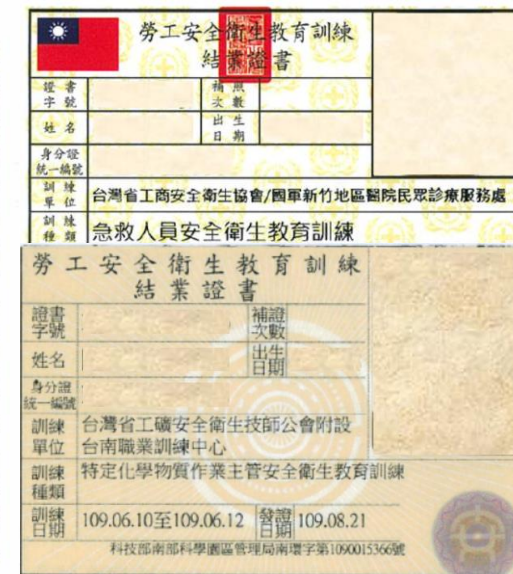 勞工安全衛生教育訓練
結業證書
證書字號
補照次數
姓名
出生日期
身分證統一編號
訓練單位
台灣省工商安全衛生協會/國軍新竹地區醫院民眾診療服務處
訓練種類
急救人員安全衛生教育訓練
勞工安全衛生教育訓練
結業證書
證書字號
補證次數
姓名
出生日期
身分證統一編號
訓練單位
台灣省工礦安全衛生技師公會附設
台南職業訓練中心
訓練種類
特定化學物質作業主管安全衛生教育訓練
訓練日期
109.06.10至109.06.12
發證日期
109.08.21
科技部南部科學園區管理局南環字第1090015366號